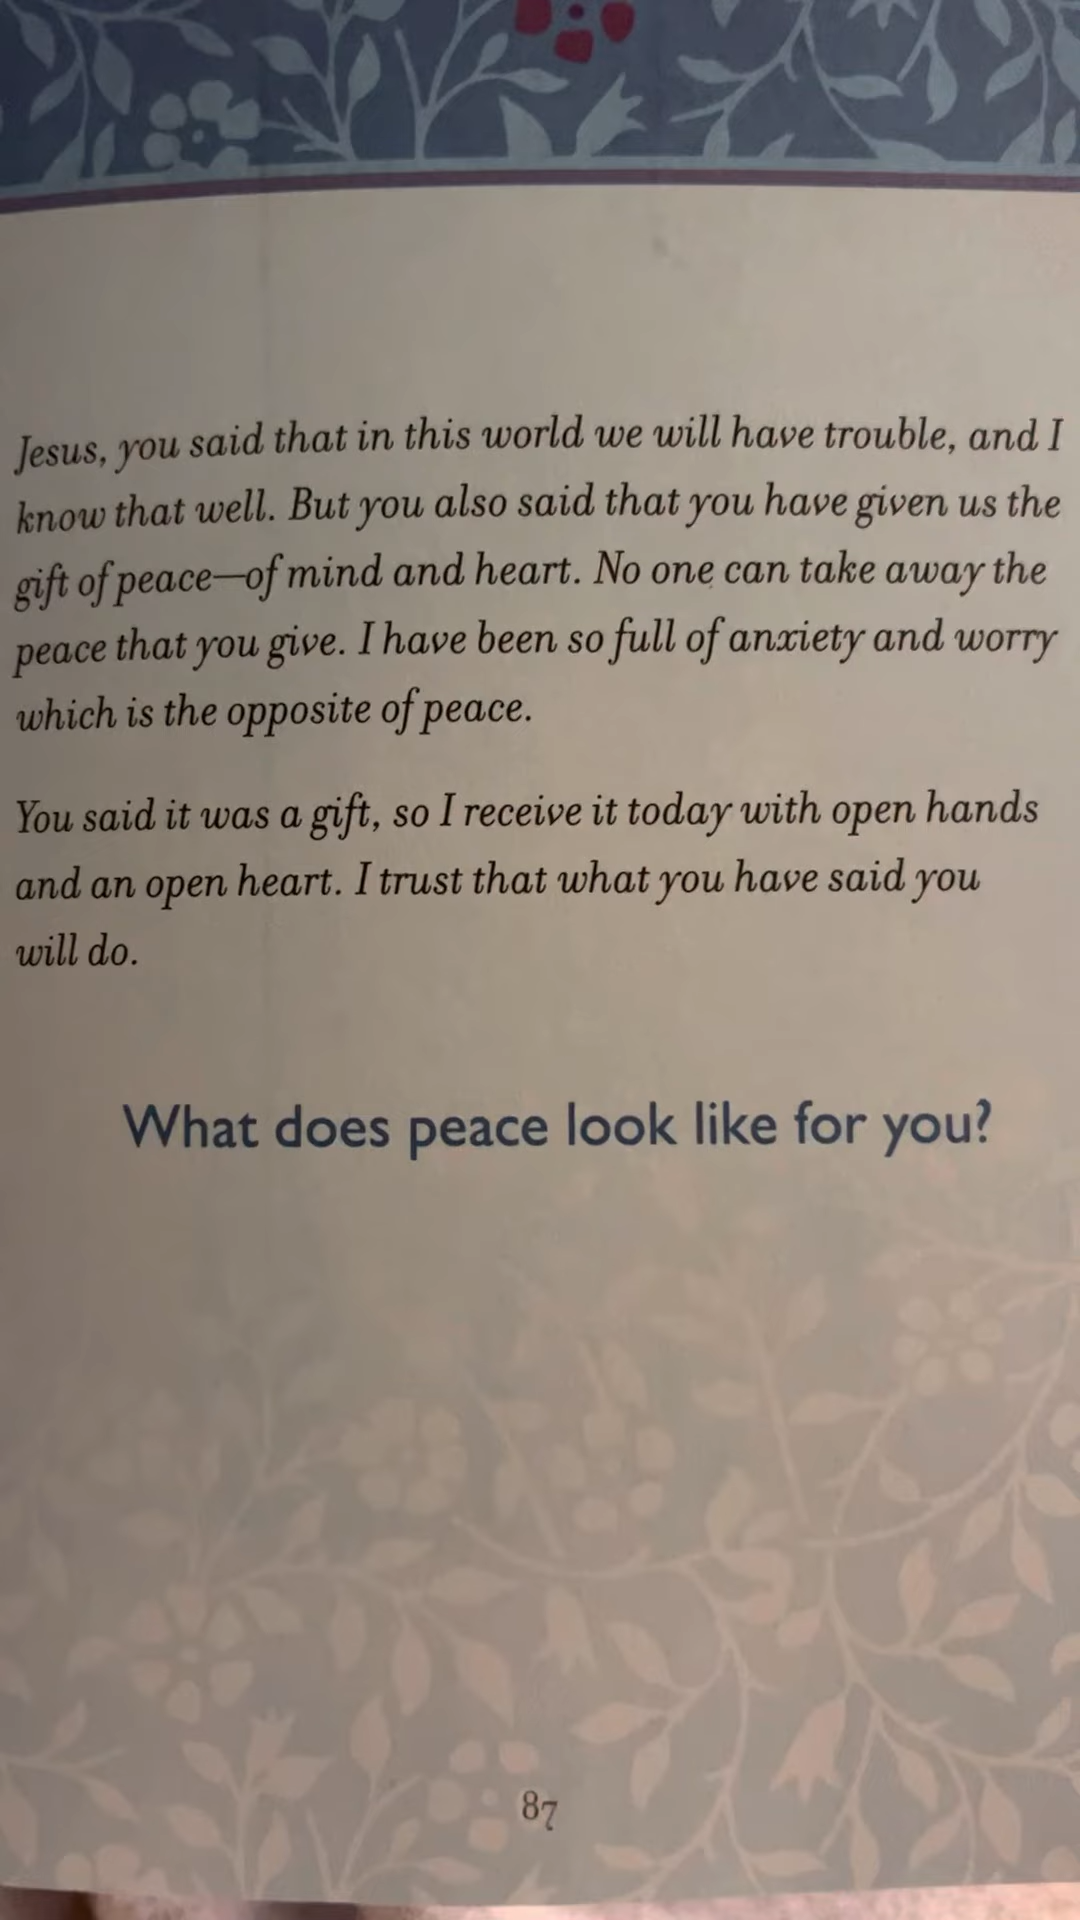 Jesus, you said that in this world we will have trouble, and I
know that well. But you also said that you have given us the
gift of peace—of mind and heart. No one can take away the
peace that you give. I have been so full of anxiety and worry
which is the opposite of peace.
You said it was a gift, so I receive it today with open hands
and an open heart. I trust that what you have said you
will do.
What does peace look like for you?
87